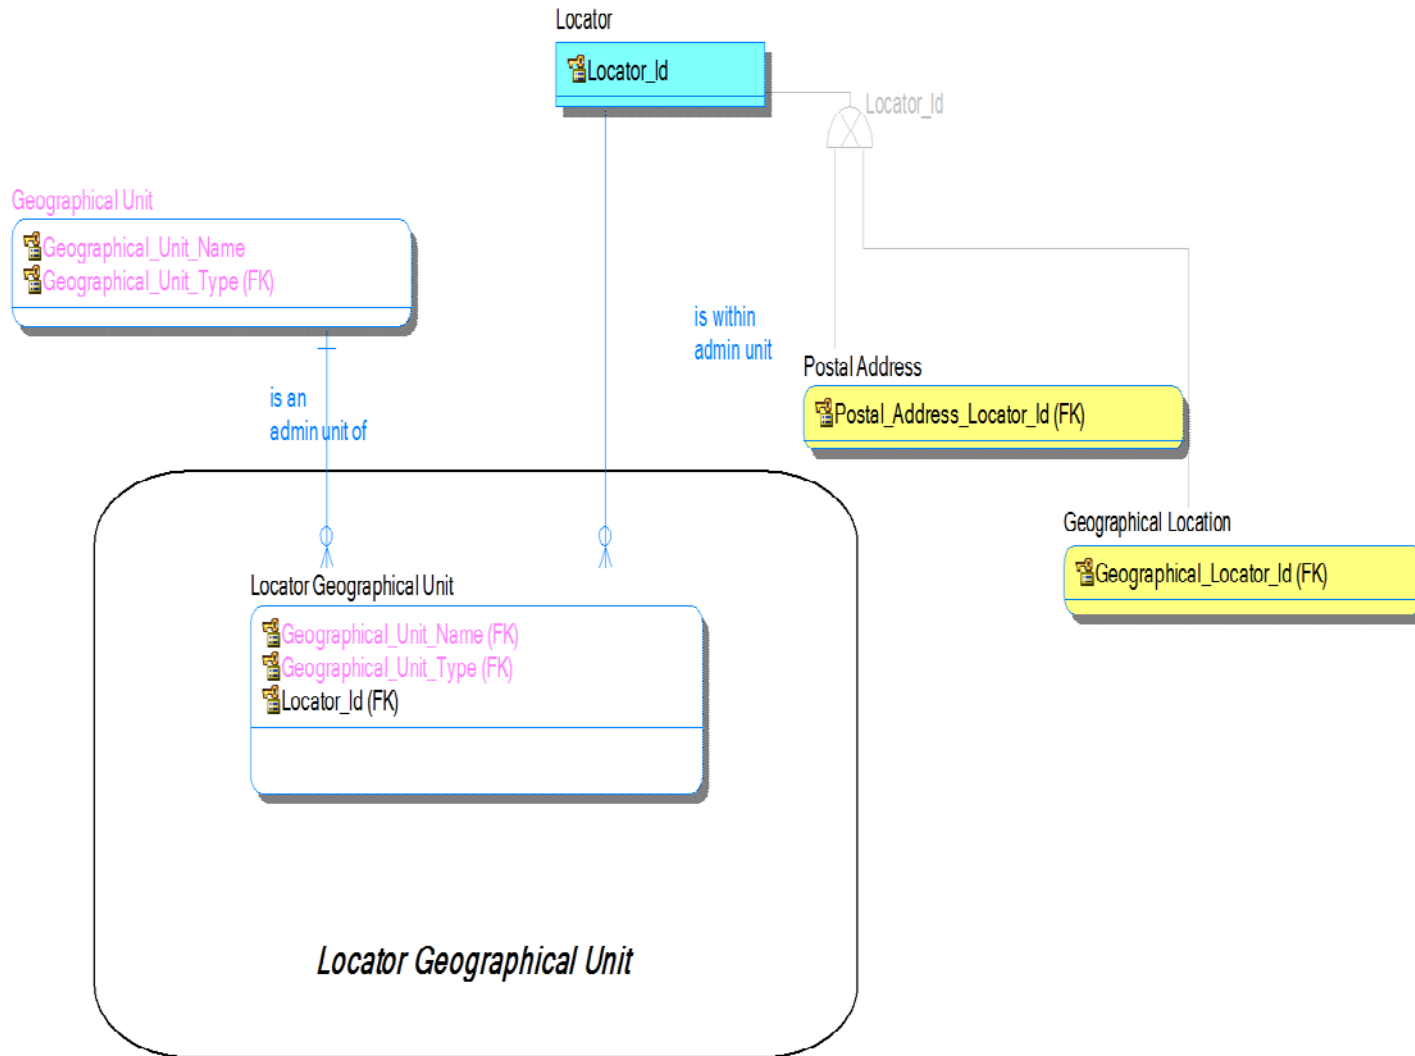 Locator
Locator_Id
Locator_Id
Geographical Unit
Geographical_Unit_Name
Geographical_Unit_Type (FK)
is within
admin unit
Postal Address
Postal_Address_Locator_Id (FK)
is an
admin unit of
Geographical Location
Geographical_Locator_Id (FK)
Locator Geographical Unit
Geographical_Unit_Name (FK)
Geographical_Unit_Type (FK)
Locator_Id (FK)
Locator Geographical Unit